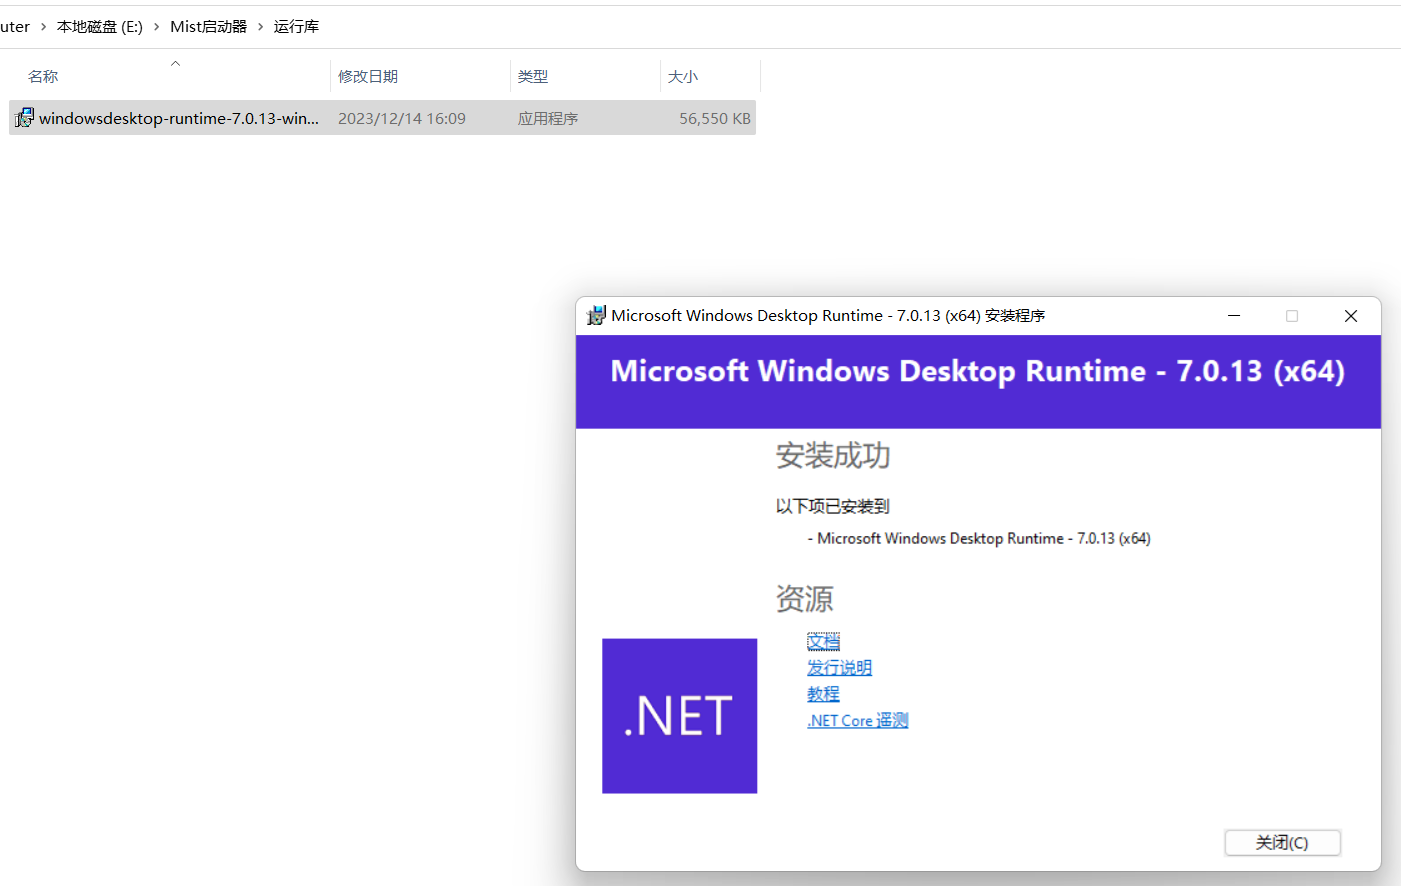 uter > 本地磁盘 (E:) > Mist启动器 > 运行库
名称 修改日期 类型 大小
windowsdesktop-runtime-7.0.13-win... 2023/12/14 16:09 应用程序 56,550 KB
Microsoft Windows Desktop Runtime - 7.0.13 (x64) 安装程序
Microsoft Windows Desktop Runtime - 7.0.13 (x64)
安装成功
以下项已安装到
- Microsoft Windows Desktop Runtime - 7.0.13 (x64)
资源
文档
发行说明
教程
.NET Core 遥测
.NET
关闭(C)